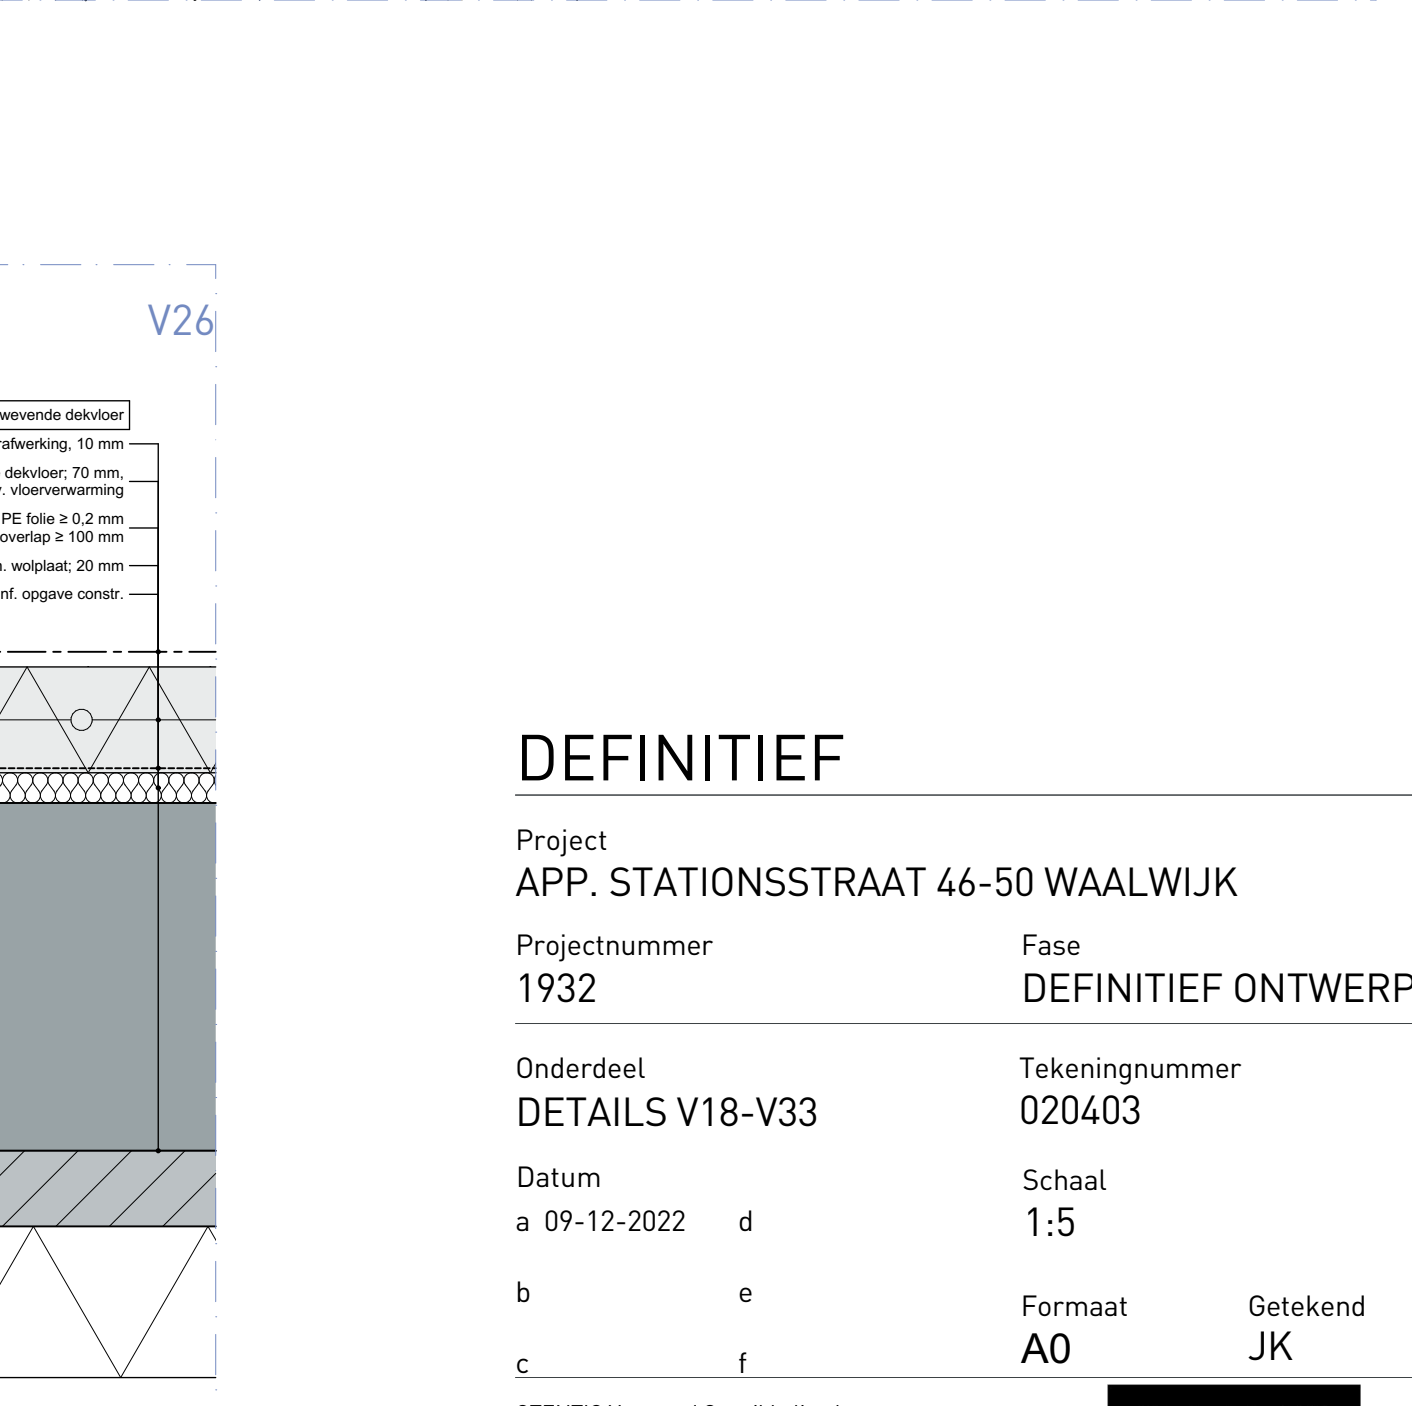 V26
wevende dekvloer
afwerking, 10 mm
dekvloer; 70 mm,
. vloerverwarming
PE folie ≥ 0,2 mm
overlap ≥ 100 mm
. wolplaat; 20 mm
nf. opgave constr.
DEFINITIEF
Project
APP. STATIONSSTRAAT 46-50 WAALWIJK
Projectnummer
1932
Fase
DEFINITIEF ONTWERP
Onderdeel
DETAILS V18-V33
Tekeningnummer
020403
Datum
a 09-12-2022 d
b e
c f
Schaal
1:5
Formaat
A0
Getekend
JK